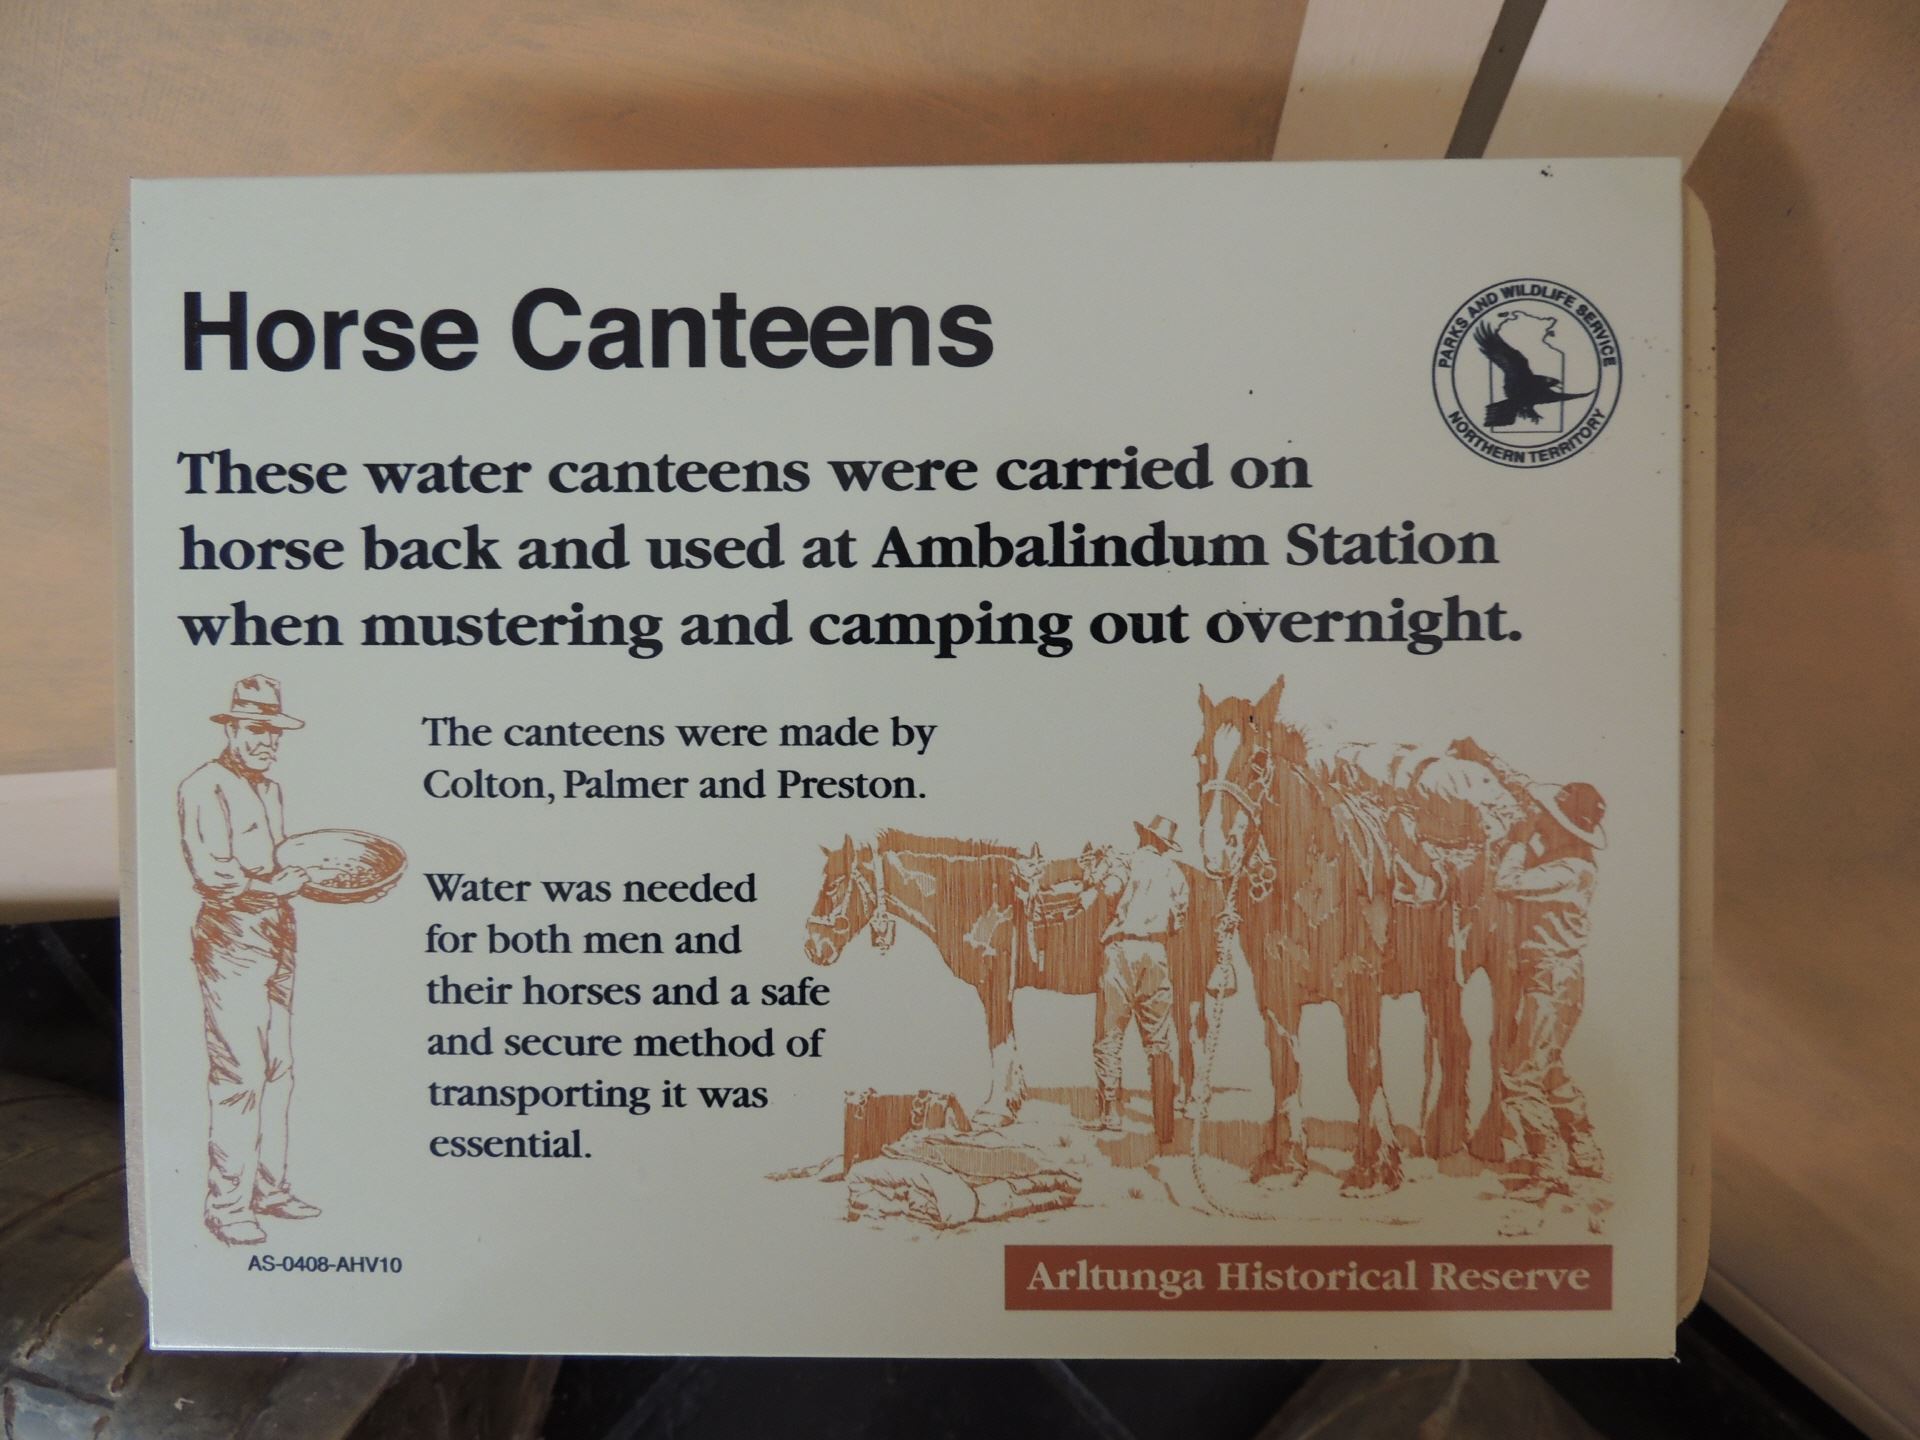 Horse Canteens
PARKS AND WILDLIFE SERVICE
NORTHERN TERRITORY
These water canteens were carried on
horse back and used at Ambalindum Station
when mustering and camping out overnight.
The canteens were made by
Colton, Palmer and Preston.
Water was needed
for both men and
their horses and a safe
and secure method of
transporting it was
essential.
AS-0408-AHV10
Arltunga Historical Reserve